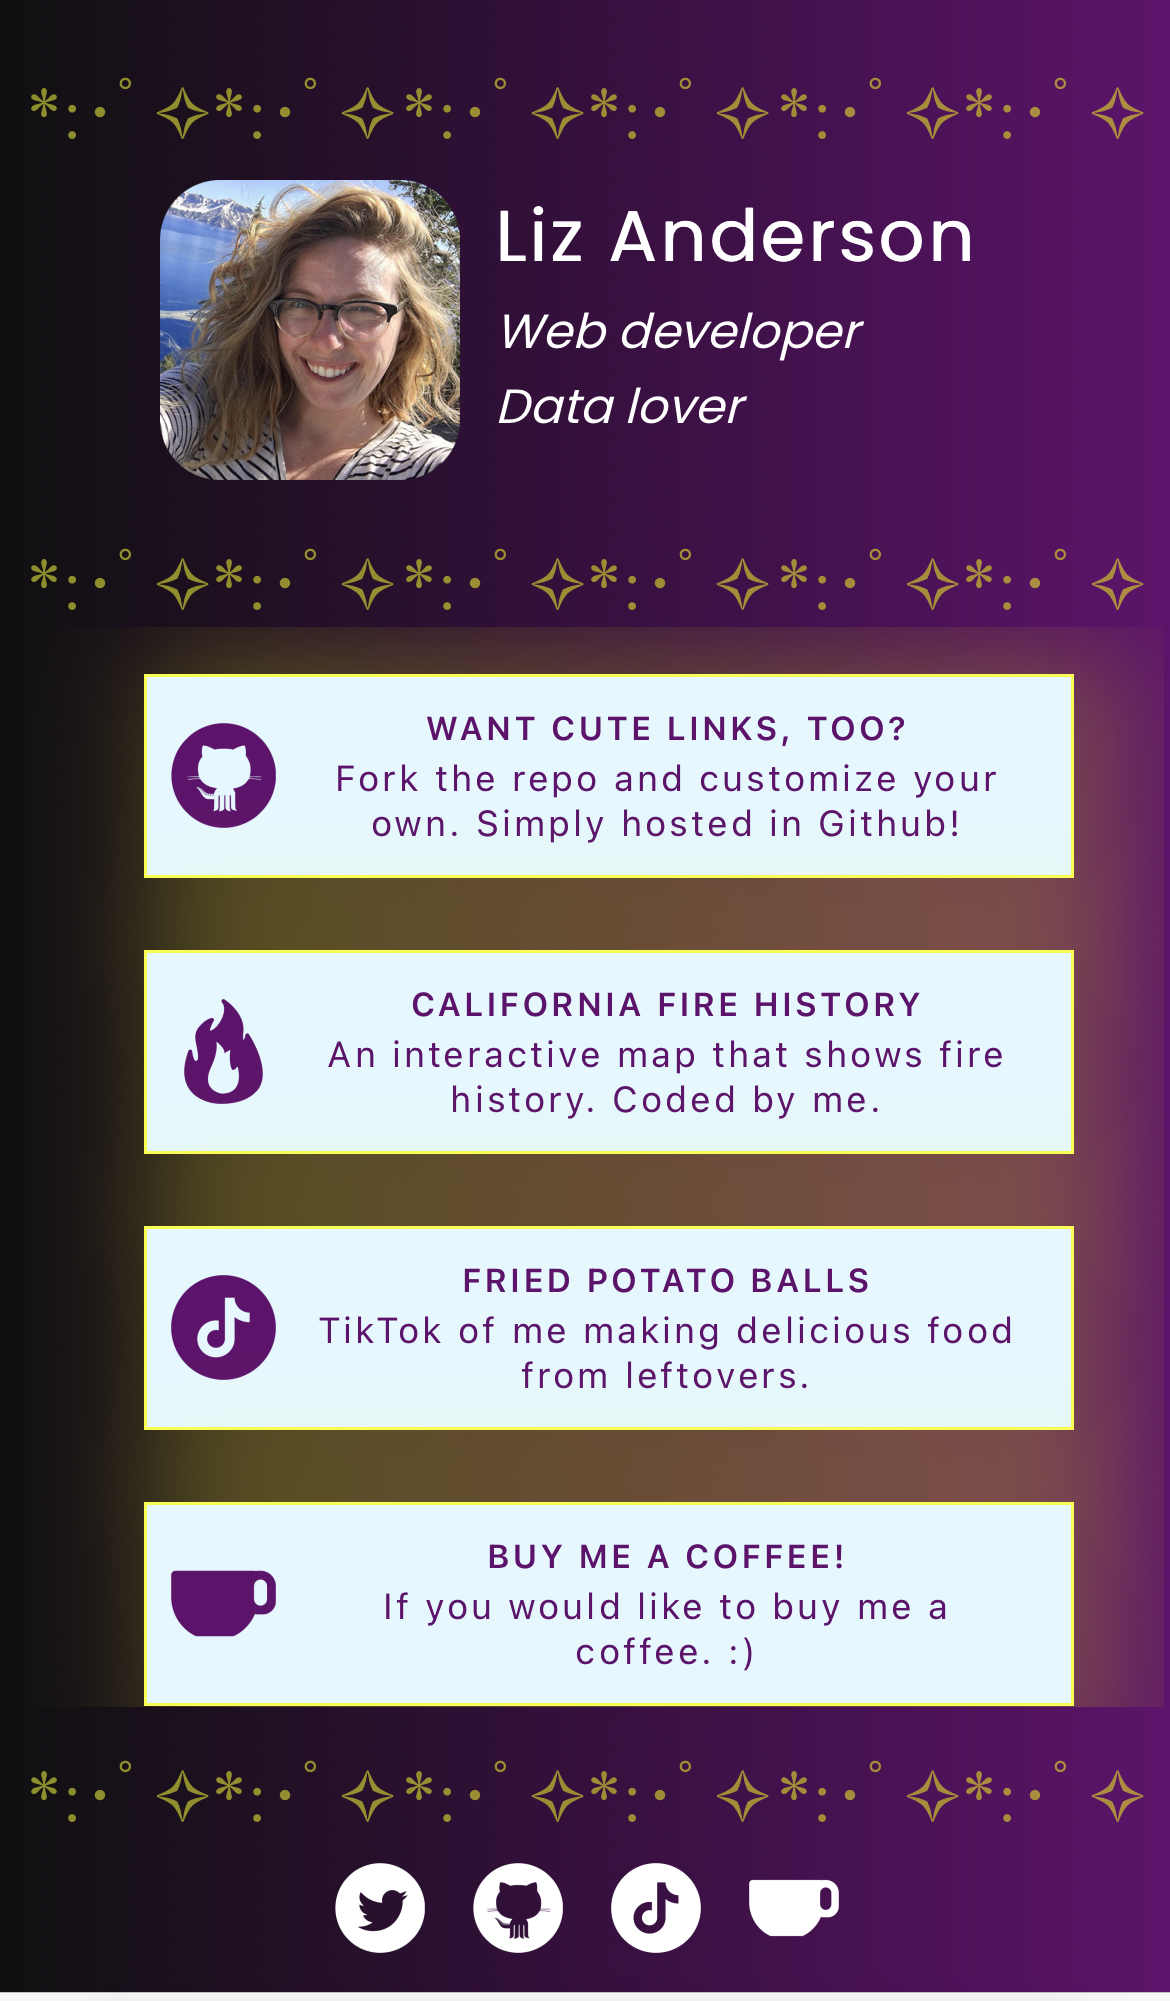 *:･ﾟ✧*:･ﾟ✧*:･ﾟ✧*:･ﾟ✧*:･ﾟ✧*:･ﾟ✧
Liz Anderson
Web developer
Data lover
*:･ﾟ✧*:･ﾟ✧*:･ﾟ✧*:･ﾟ✧*:･ﾟ✧*:･ﾟ✧
WANT CUTE LINKS, TOO?
Fork the repo and customize your
own. Simply hosted in Github!
CALIFORNIA FIRE HISTORY
An interactive map that shows fire
history. Coded by me.
FRIED POTATO BALLS
TikTok of me making delicious food
from leftovers.
BUY ME A COFFEE!
If you would like to buy me a
coffee. :)
*:･ﾟ✧*:･ﾟ✧*:･ﾟ✧*:･ﾟ✧*:･ﾟ✧*:･ﾟ✧